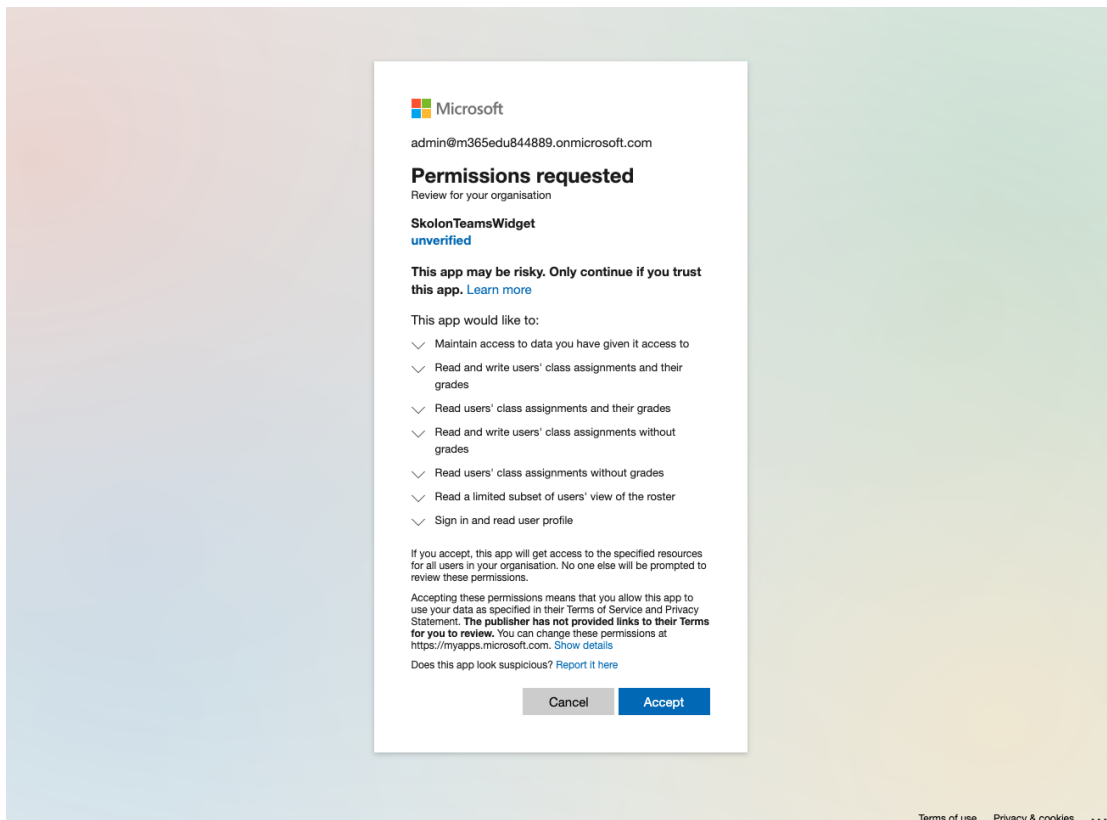 Microsoft
admin@m365edu844889.onmicrosoft.com
Permissions requested
Review for your organisation
SkolonTeamsWidget
unverified
This app may be risky. Only continue if you trust
this app. Learn more
This app would like to:
Maintain access to data you have given it access to
Read and write users' class assignments and their
grades
Read users' class assignments and their grades
Read and write users' class assignments without
grades
Read users' class assignments without grades
Read a limited subset of users' view of the roster
Sign in and read user profile
If you accept, this app will get access to the specified resources
for all users in your organisation. No one else will be prompted to
review these permissions.
Accepting these permissions means that you allow this app to
use your data as specified in their Terms of Service and Privacy
Statement. The publisher has not provided links to their Terms
for you to review. You can change these permissions at
https://myapps.microsoft.com. Show details
Does this app look suspicious? Report it here
Cancel Accept
Terms of use Privacy & cookies ...